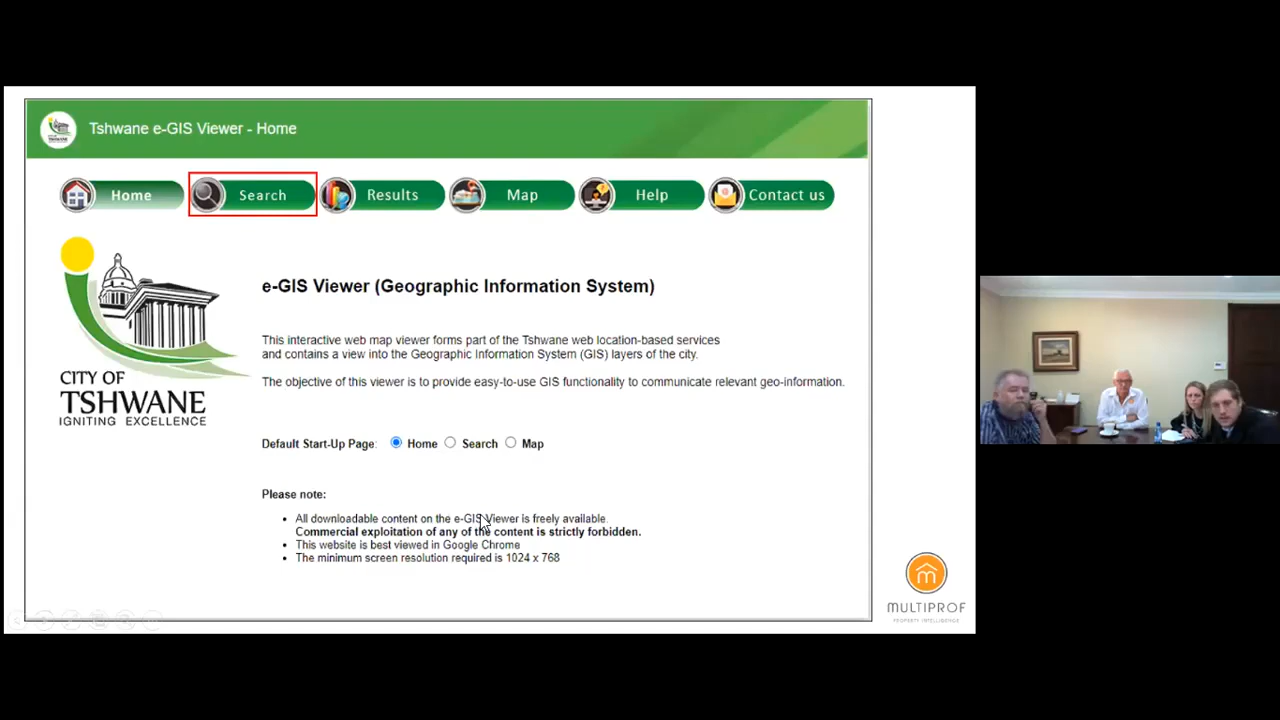 Tshwane e-GIS Viewer - Home
Home
Search
Results
Map
Help
Contact us
CITY OF
TSHWANE
IGNITING EXCELLENCE
e-GIS Viewer (Geographic Information System)
This interactive web map viewer forms part of the Tshwane web location-based services
and contains a view into the Geographic Information System (GIS) layers of the city.
The objective of this viewer is to provide easy-to-use GIS functionality to communicate relevant geo-information.
Default Start-Up Page: Home Search Map
Please note:
All downloadable content on the e-GIS Viewer is freely available.
Commercial exploitation of any of the content is strictly forbidden.
This website is best viewed in Google Chrome
The minimum screen resolution required is 1024 x 768
MULTIPROF
PROPERTY INTELLIGENCE